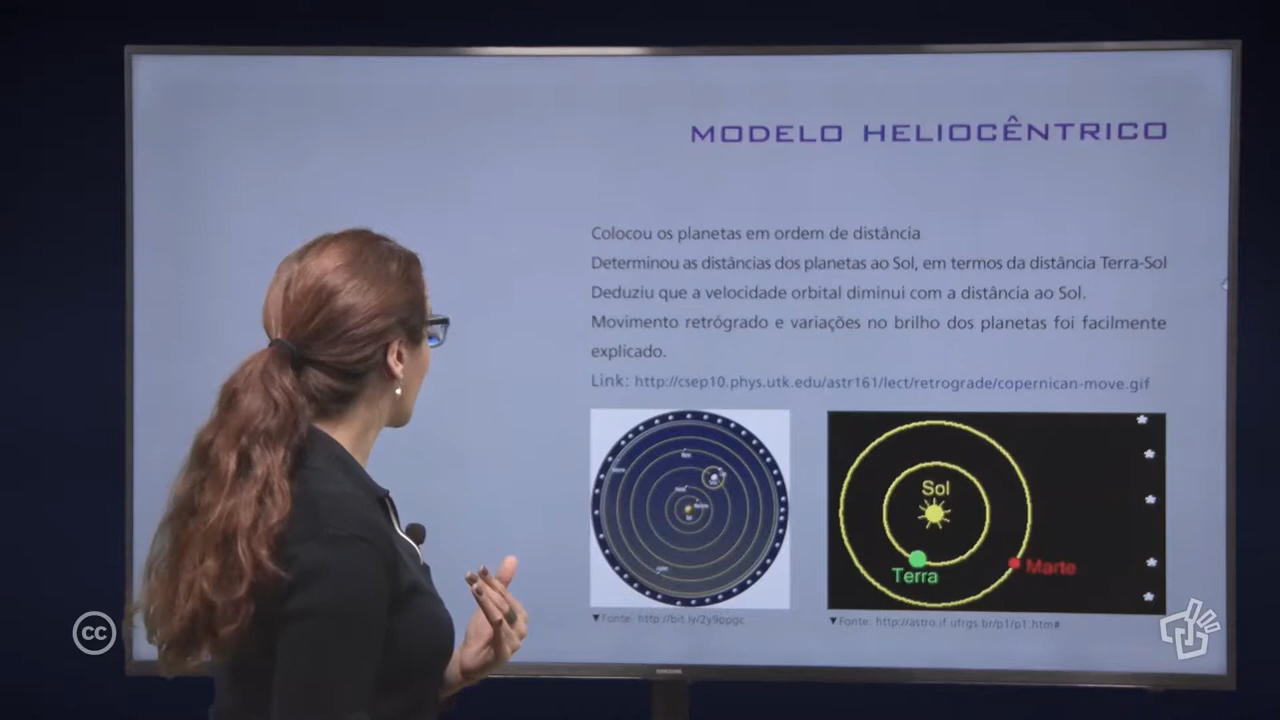 MODELO HELIOCÊNTRICO
Colocou os planetas em ordem de distância
Determinou as distâncias dos planetas ao Sol, em termos da distância Terra-Sol
Deduziu que a velocidade orbital diminui com a distância ao Sol.
Movimento retrógrado e variações no brilho dos planetas foi facilmente
explicado.
Link: http://csep10.phys.utk.edu/astr161/lect/retrograde/copernican-move.gif
Sol
Terra
Marte
▼Fonte: http://bit.ly/2y9ppgc
▼Fonte: http://astro.if.ufrgs.br/p1/p1.htm#
SAMSUNG
cc